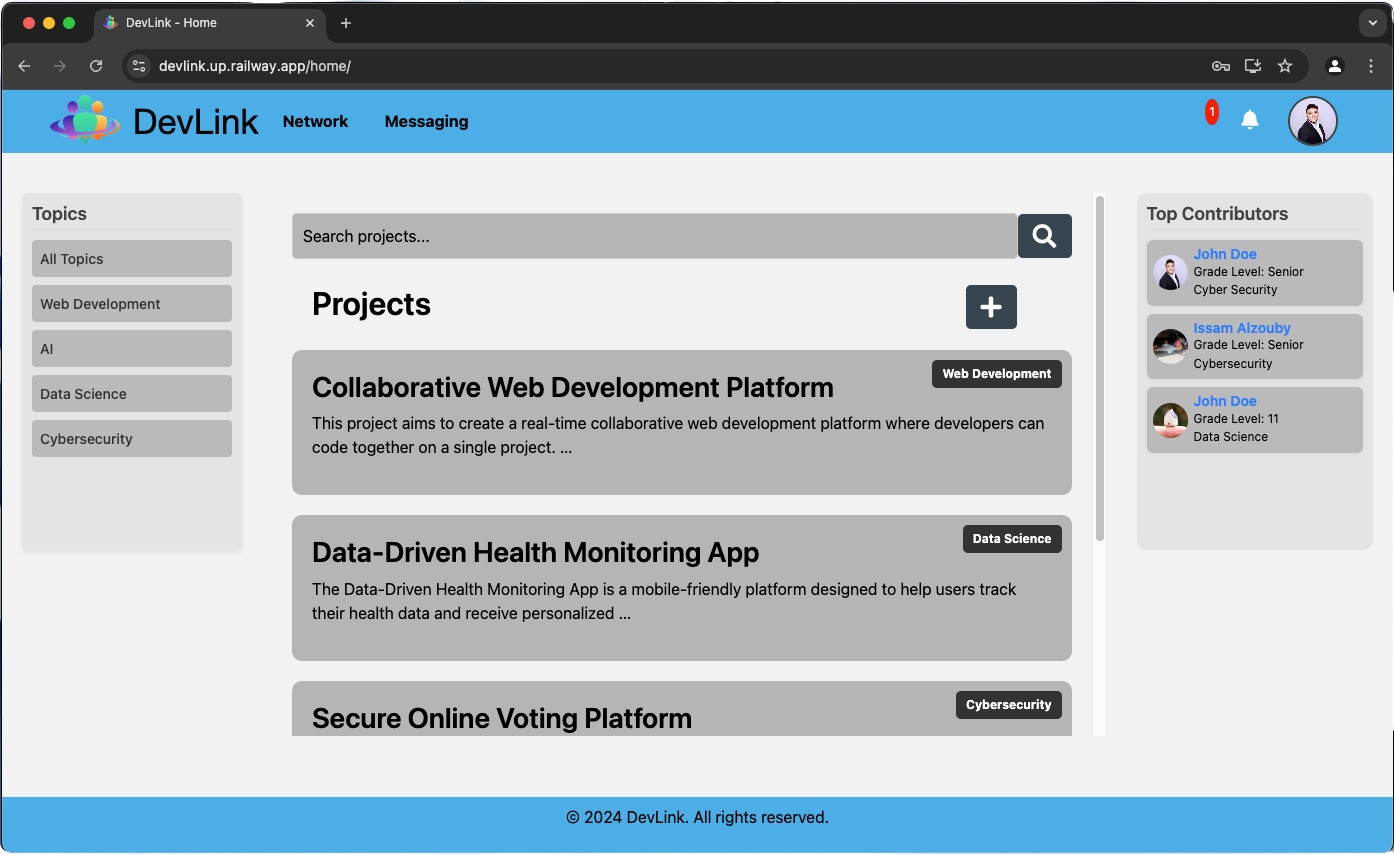 DevLink - Home
devlink.up.railway.app/home/
DevLink
Network
Messaging
1
Topics
All Topics
Web Development
AI
Data Science
Cybersecurity
Search projects...
Projects
Collaborative Web Development Platform
Web Development
This project aims to create a real-time collaborative web development platform where developers can
code together on a single project. ...
Data-Driven Health Monitoring App
Data Science
The Data-Driven Health Monitoring App is a mobile-friendly platform designed to help users track
their health data and receive personalized ...
Secure Online Voting Platform
Cybersecurity
Top Contributors
John Doe
Grade Level: Senior
Cyber Security
Issam Alzouby
Grade Level: Senior
Cybersecurity
John Doe
Grade Level: 11
Data Science
© 2024 DevLink. All rights reserved.